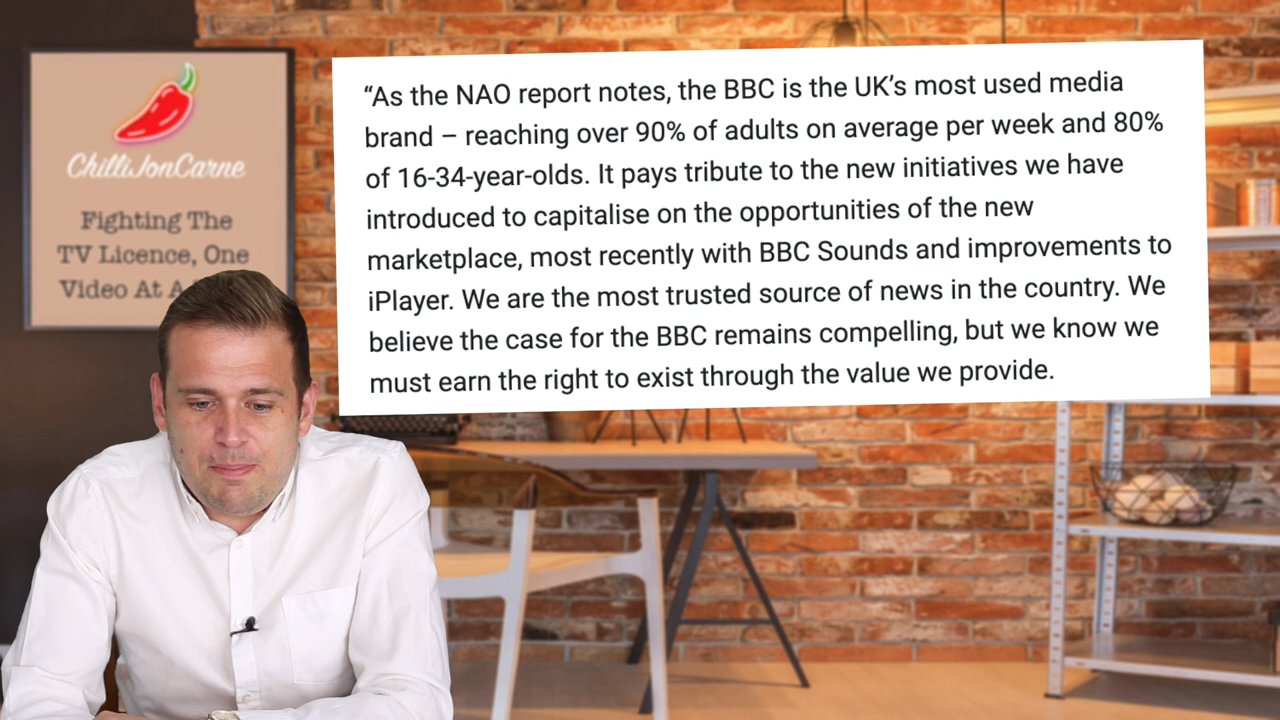 ChilliJonCarne
Fighting The
TV Licence, One
Video At A
“As the NAO report notes, the BBC is the UK’s most used media
brand – reaching over 90% of adults on average per week and 80%
of 16-34-year-olds. It pays tribute to the new initiatives we have
introduced to capitalise on the opportunities of the new
marketplace, most recently with BBC Sounds and improvements to
iPlayer. We are the most trusted source of news in the country. We
believe the case for the BBC remains compelling, but we know we
must earn the right to exist through the value we provide.